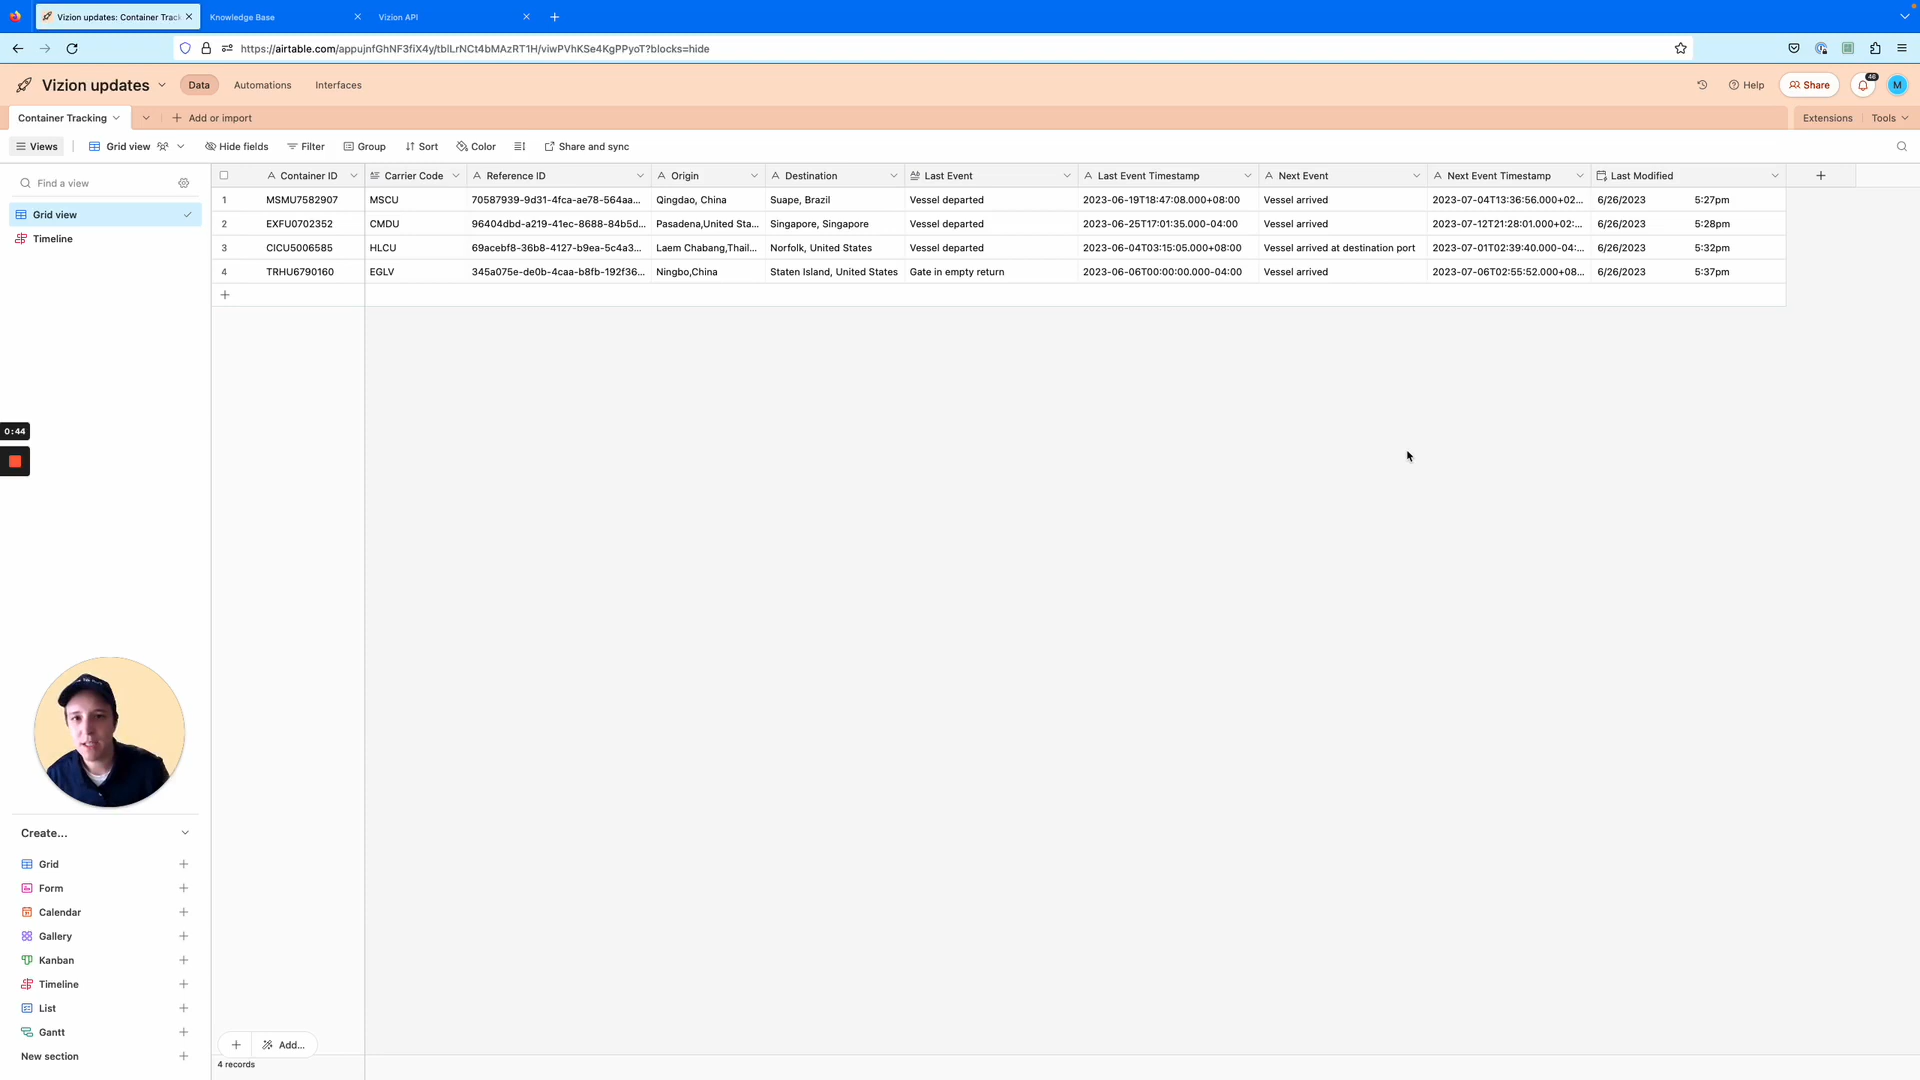 Vizion updates: Container Track
Knowledge Base
Vizion API
https://airtable.com/appujnfGhNF3fiX4y/tblLrNCt4bMAzRT1H/viwPVhKSe4KgPPyoT?blocks=hide
Vizion updates
Data
Automations
Interfaces
Help
Share
46
M
Container Tracking
Add or import
Extensions
Tools
Views
Grid view
Hide fields
Filter
Group
Sort
Color
Share and sync
Find a view
Grid view
Timeline
Container ID Carrier Code Reference ID Origin Destination Last Event Last Event Timestamp Next Event Next Event Timestamp Last Modified
1 MSMU7582907 MSCU 70587939-9d31-4fca-ae78-564aa... Qingdao, China Suape, Brazil Vessel departed 2023-06-19T18:47:08.000+08:00 Vessel arrived 2023-07-04T13:36:56.000+02... 6/26/2023 5:27pm
2 EXFU0702352 CMDU 96404dbd-a219-41ec-8688-84b5d... Pasadena,United Sta... Singapore, Singapore Vessel departed 2023-06-25T17:01:35.000-04:00 Vessel arrived 2023-07-12T21:28:01.000+02:... 6/26/2023 5:28pm
3 CICU5006585 HLCU 69acebf8-36b8-4127-b9ea-5c4a3... Laem Chabang,Thail... Norfolk, United States Vessel departed 2023-06-04T03:15:05.000+08:00 Vessel arrived at destination port 2023-07-01T02:39:40.000-04:... 6/26/2023 5:32pm
4 TRHU6790160 EGLV 345a075e-de0b-4caa-b8fb-192f36... Ningbo,China Staten Island, United States Gate in empty return 2023-06-06T00:00:00.000-04:00 Vessel arrived 2023-07-06T02:55:52.000+08... 6/26/2023 5:37pm
0:44
Create...
Grid
Form
Calendar
Gallery
Kanban
Timeline
List
Gantt
New section
Add...
4 records